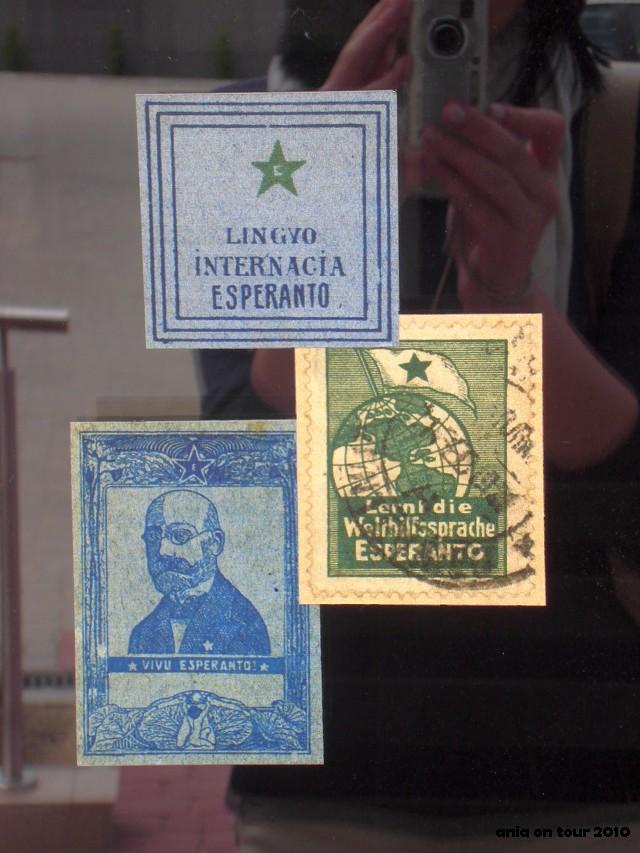 E
LINGVO
INTERNACIA
ESPERANTO
Lernt die
Welthilfssprache
ESPERANTO
E
VIVU ESPERANTO!
ania on tour 2010